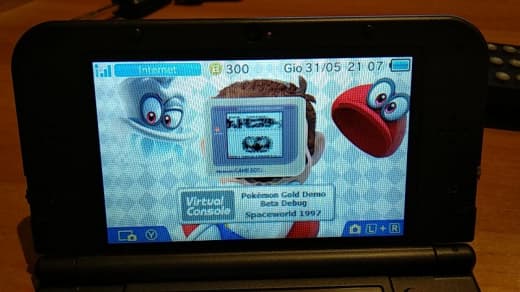 Internet
300
Gio 31/05 21 07
Virtual
Console
Pokémon Gold Demo
Beta Debug
Spaceworld 1997
Y
L + R